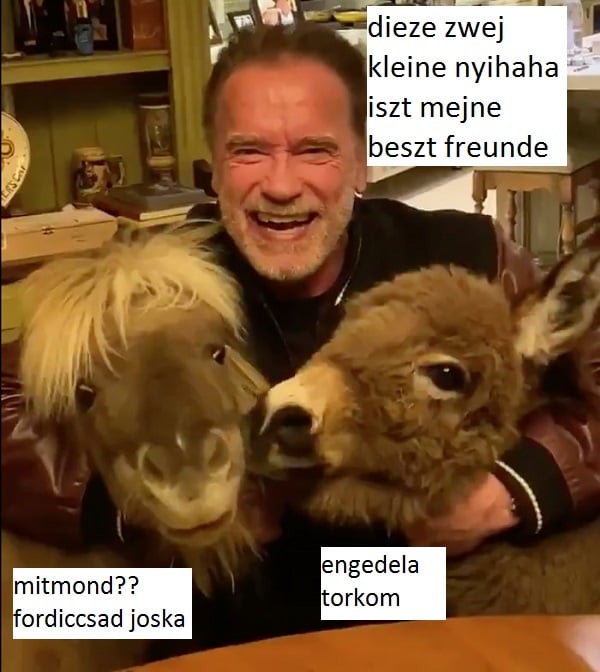 dieze zwej
kleine nyihaha
iszt mejne
beszt freunde
mitmond??
fordiccsad joska
engedela
torkom